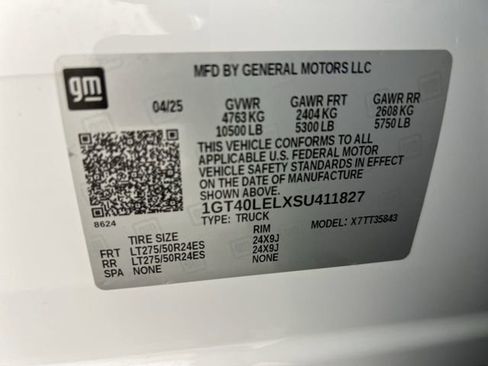 gm
MFD BY GENERAL MOTORS LLC
04/25 GVWR GAWR FRT GAWR RR
4763 KG 2404 KG 2608 KG
10500 LB 5300 LB 5750 LB
THIS VEHICLE CONFORMS TO ALL
APPLICABLE U.S. FEDERAL MOTOR
VEHICLE SAFETY STANDARDS IN EFFECT
ON THE DATE OF MANUFACTURE
SHOWN ABOVE.
8624
1GT40LELXSU411827
TYPE: TRUCK MODEL: X7TT35843
TIRE SIZE RIM
FRT LT275/50R24ES 24X9J
RR LT275/50R24ES 24X9J
SPA NONE NONE